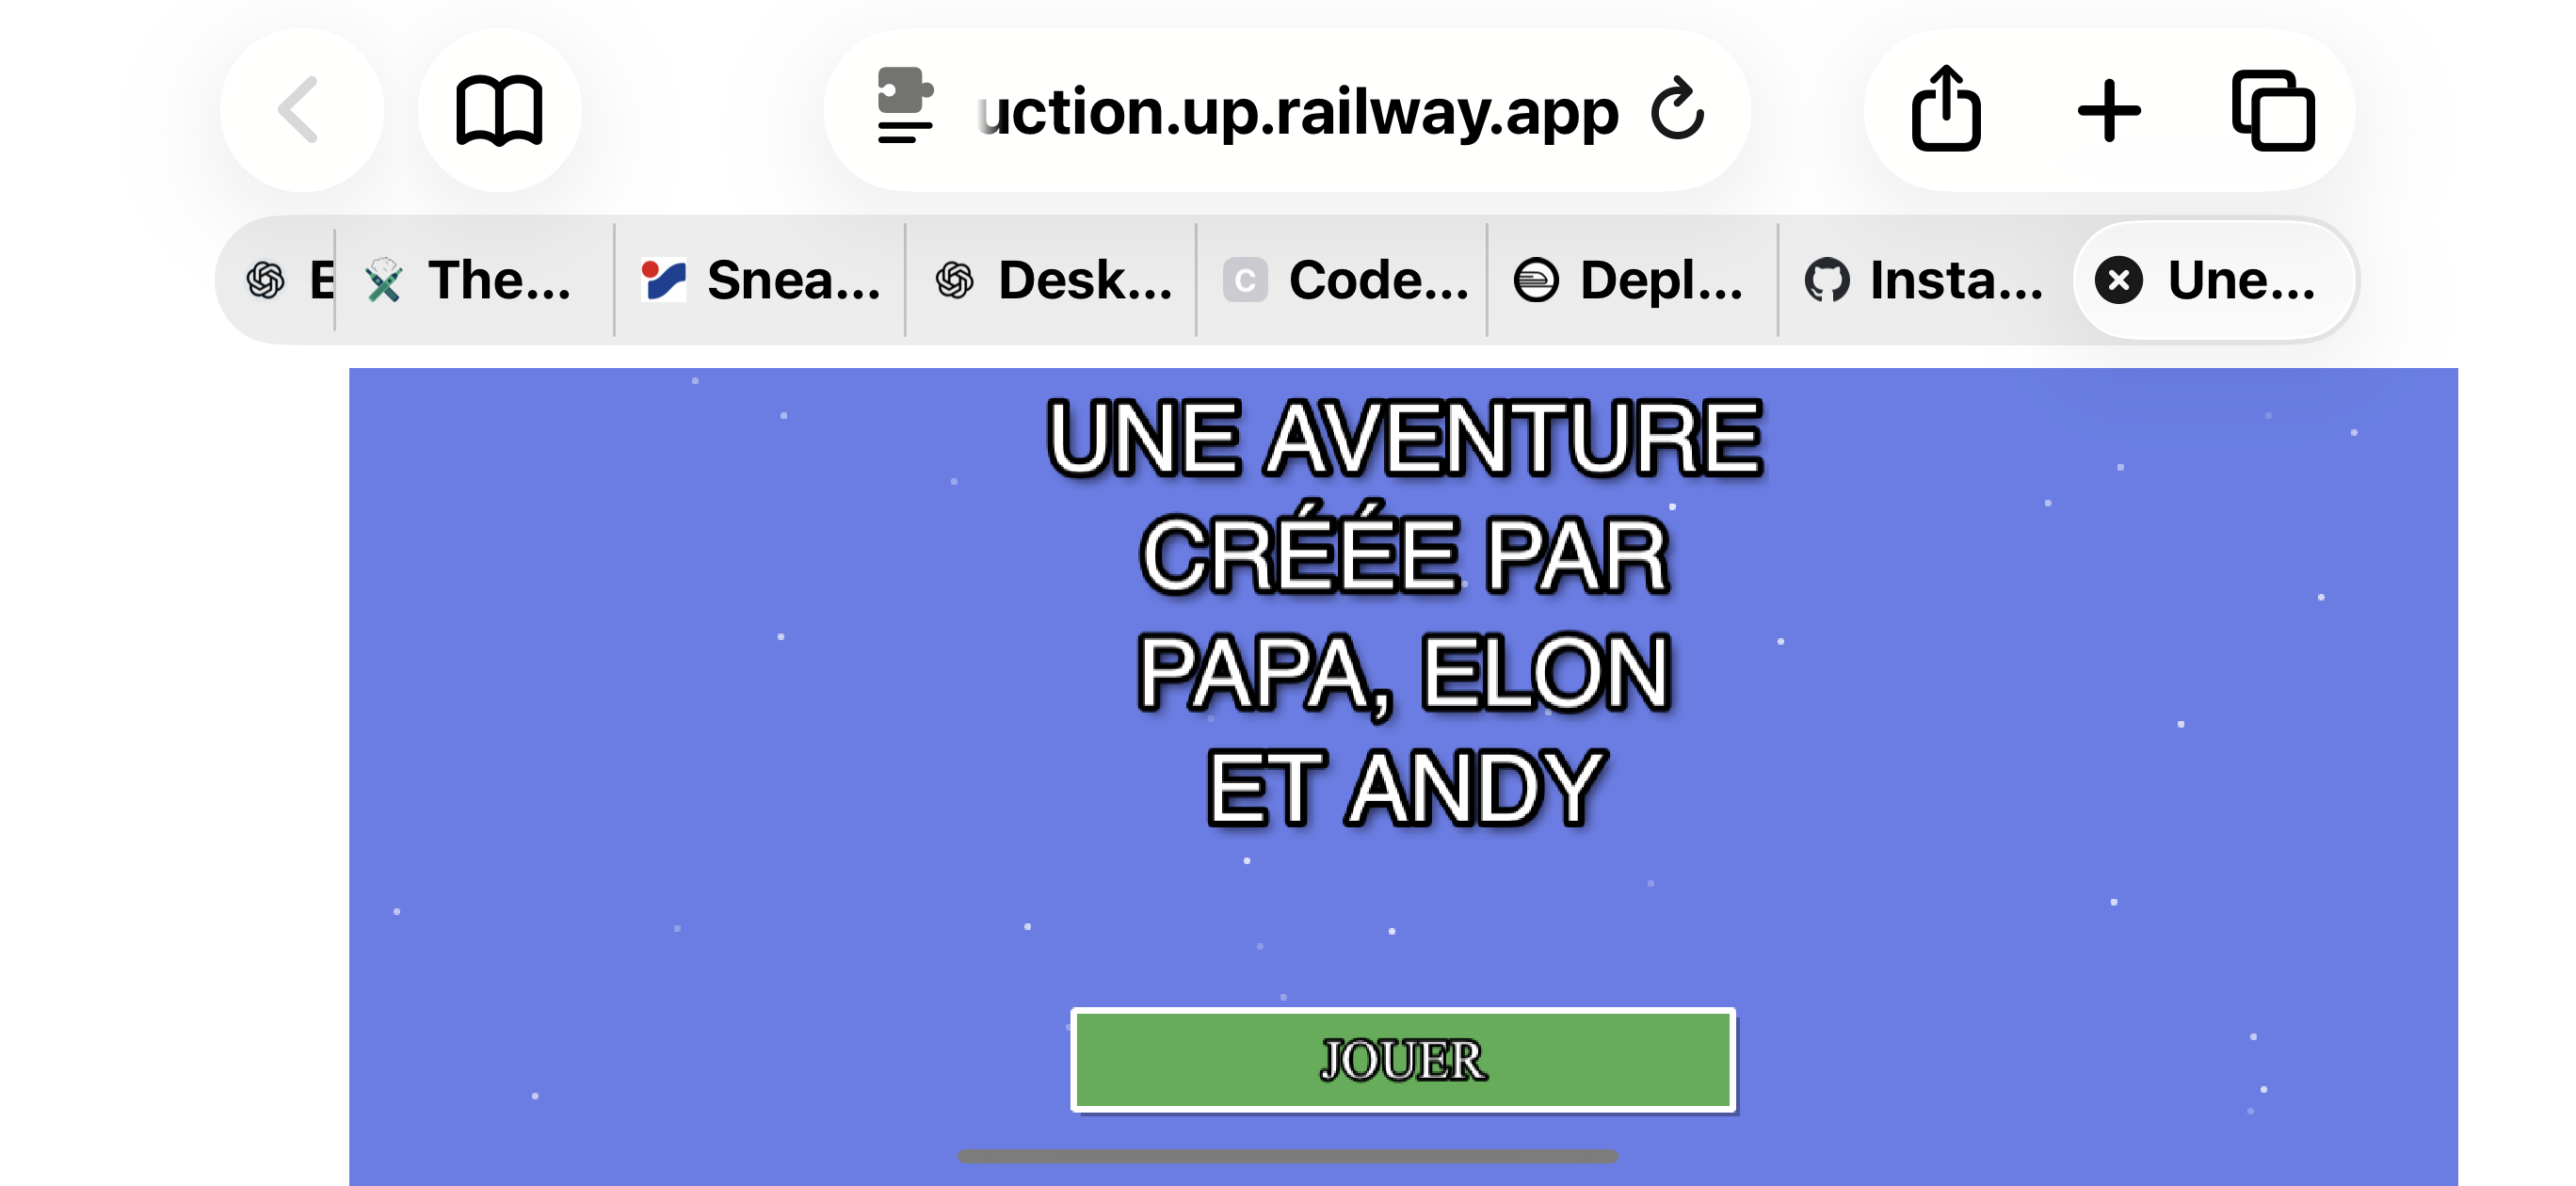 uction.up.railway.app
E
The...
Snea...
Desk...
C Code...
Depl...
Insta...
Une...
UNE AVENTURE
CRÉÉE PAR
PAPA, ELON
ET ANDY
JOUER